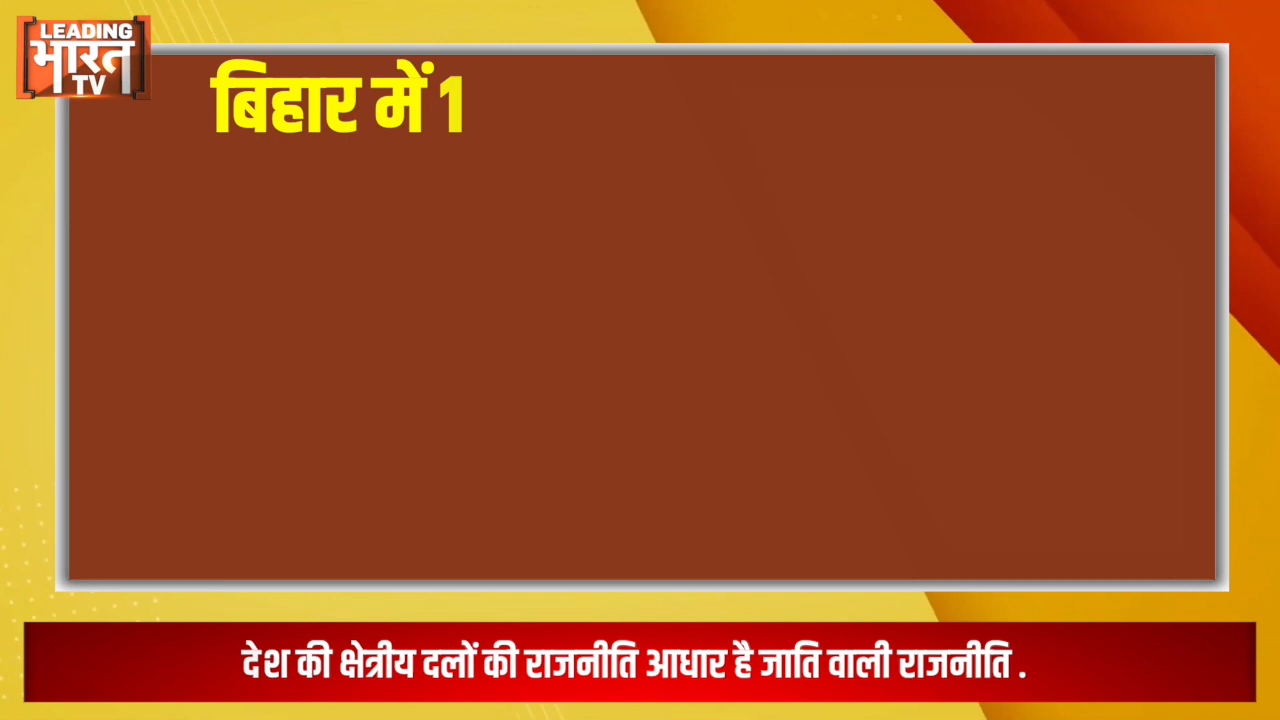 LEADING
भारत
TV
बिहार में 1
देश की क्षेत्रीय दलों की राजनीति आधार है जाति वाली राजनीति .